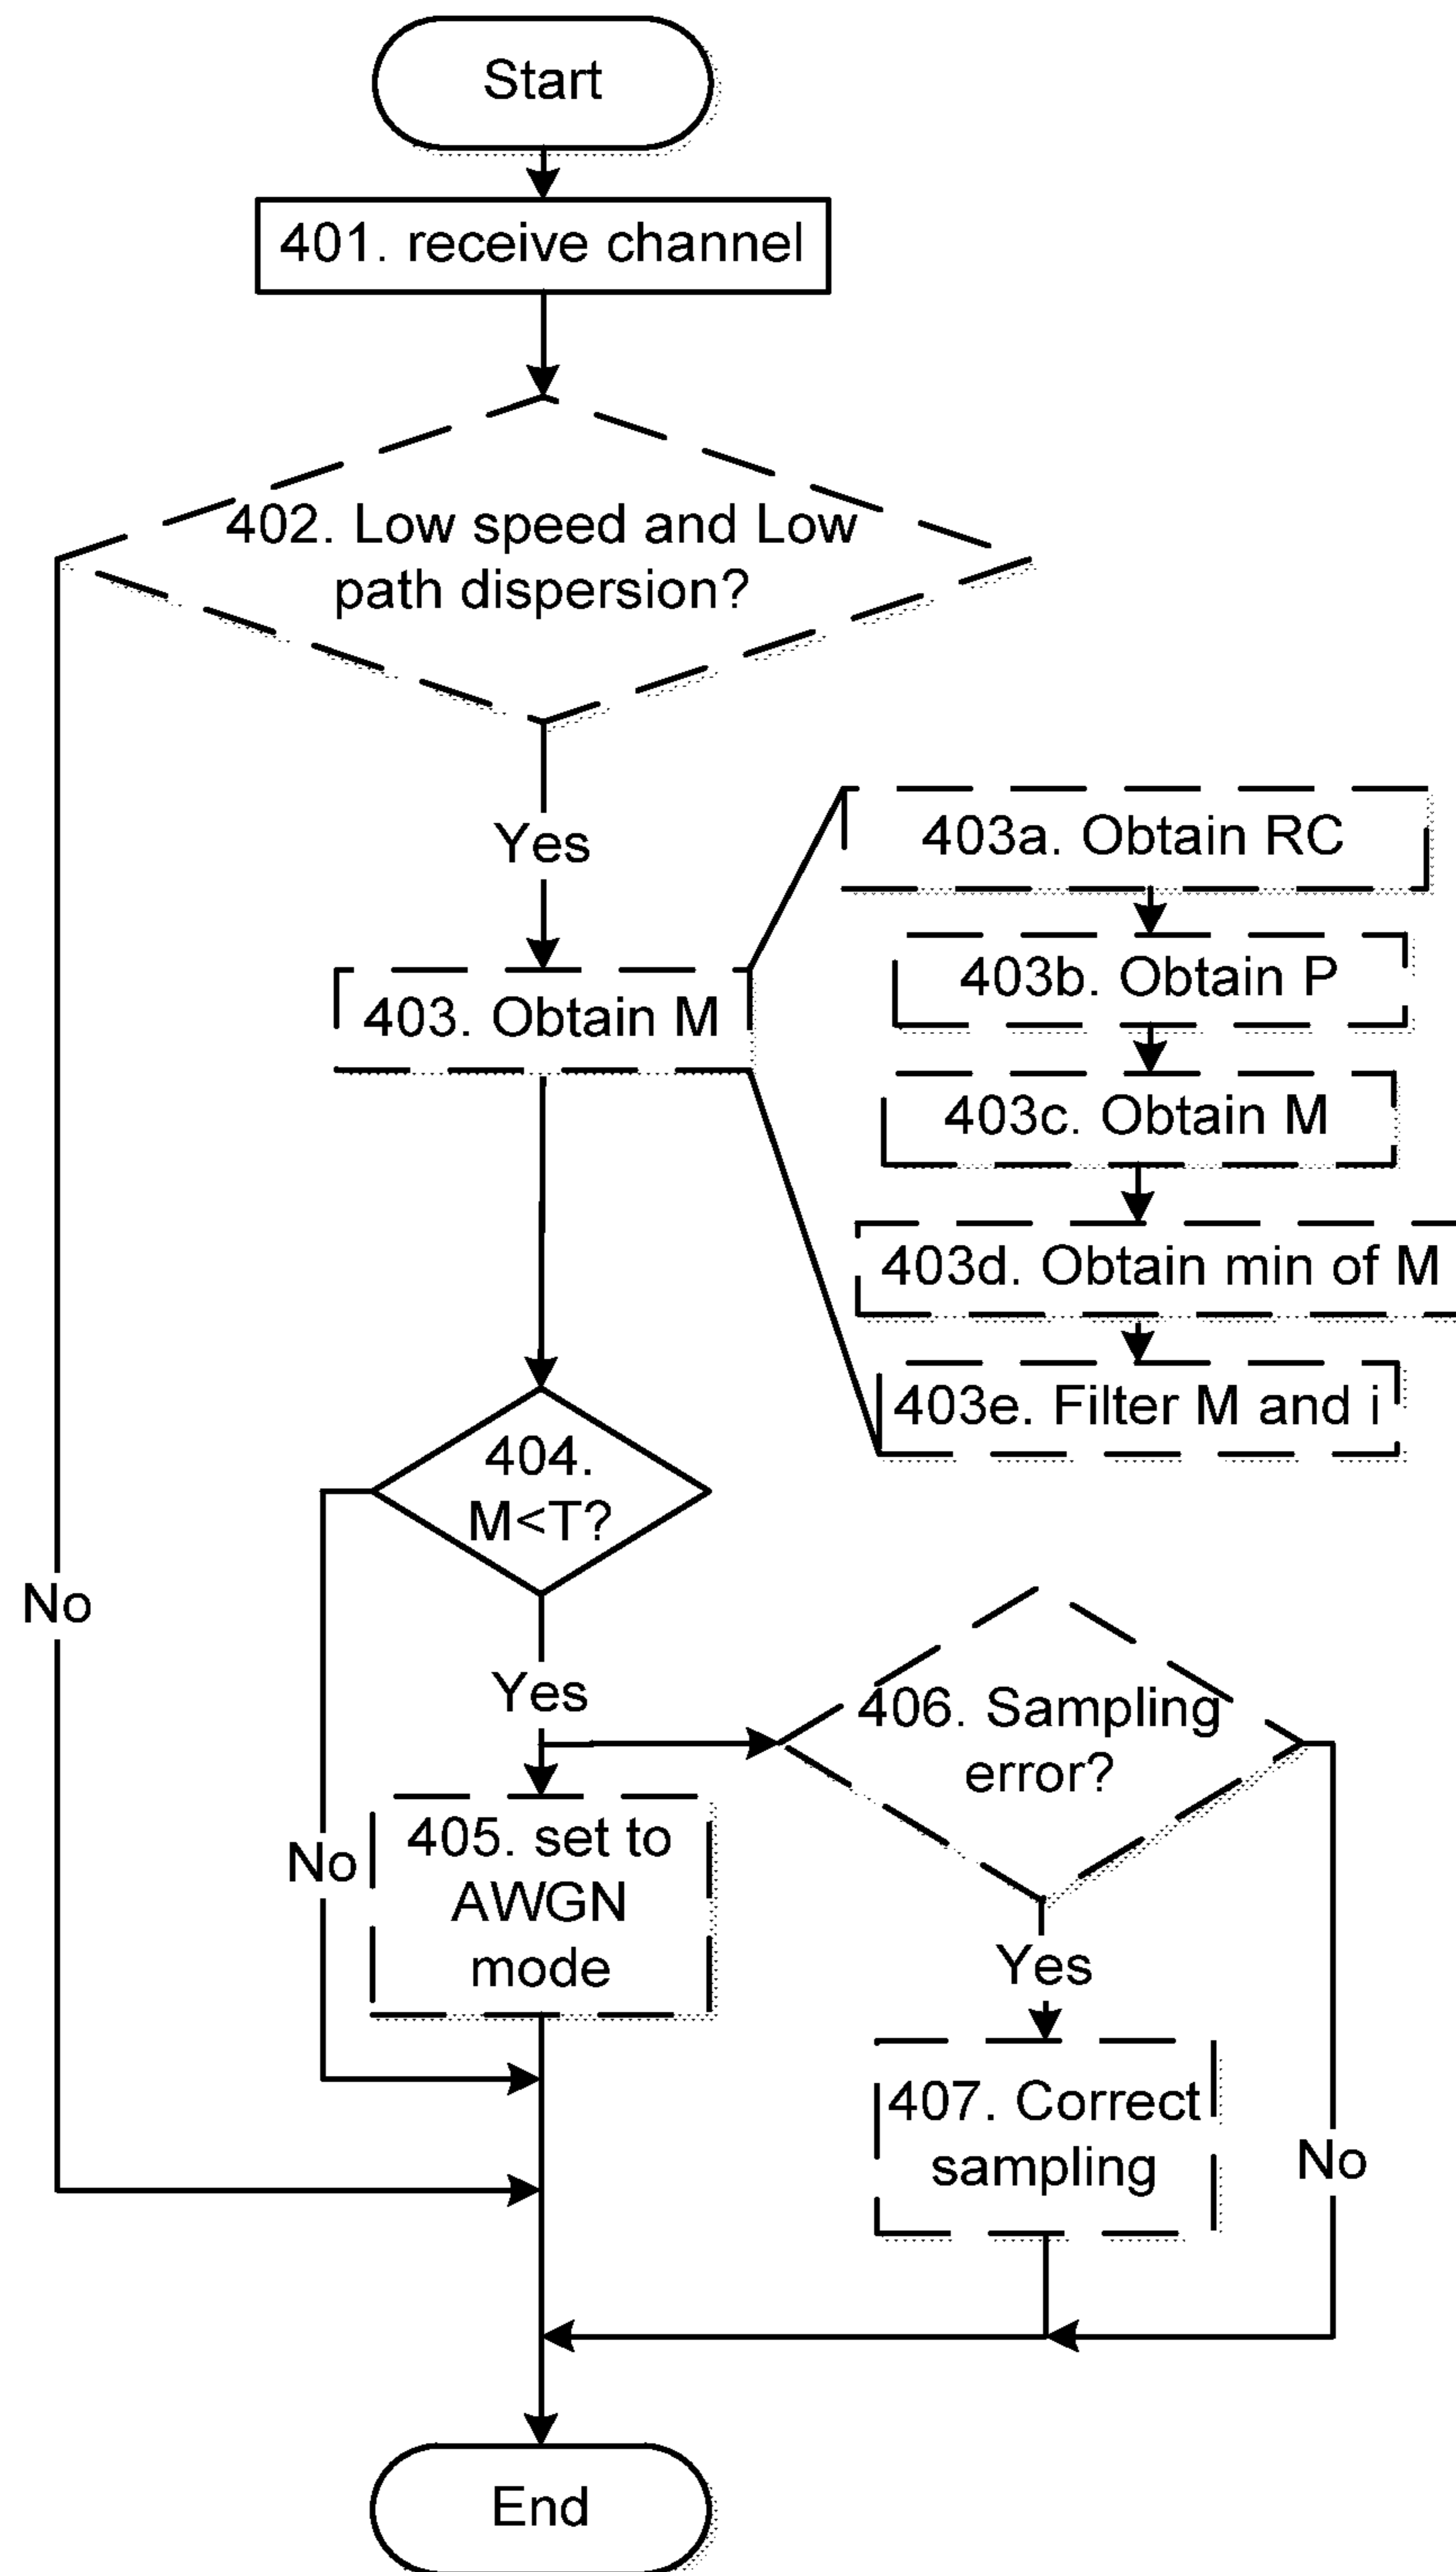 Start
401. receive channel
402. Low speed and Low
path dispersion?
Yes
403. Obtain M
403a. Obtain RC
403b. Obtain P
403c. Obtain M
403d. Obtain min of M
403e. Filter M and i
404.
M<T?
No
Yes
406. Sampling
error?
405. set to
AWGN
mode
No
Yes
407. Correct
sampling
No
End